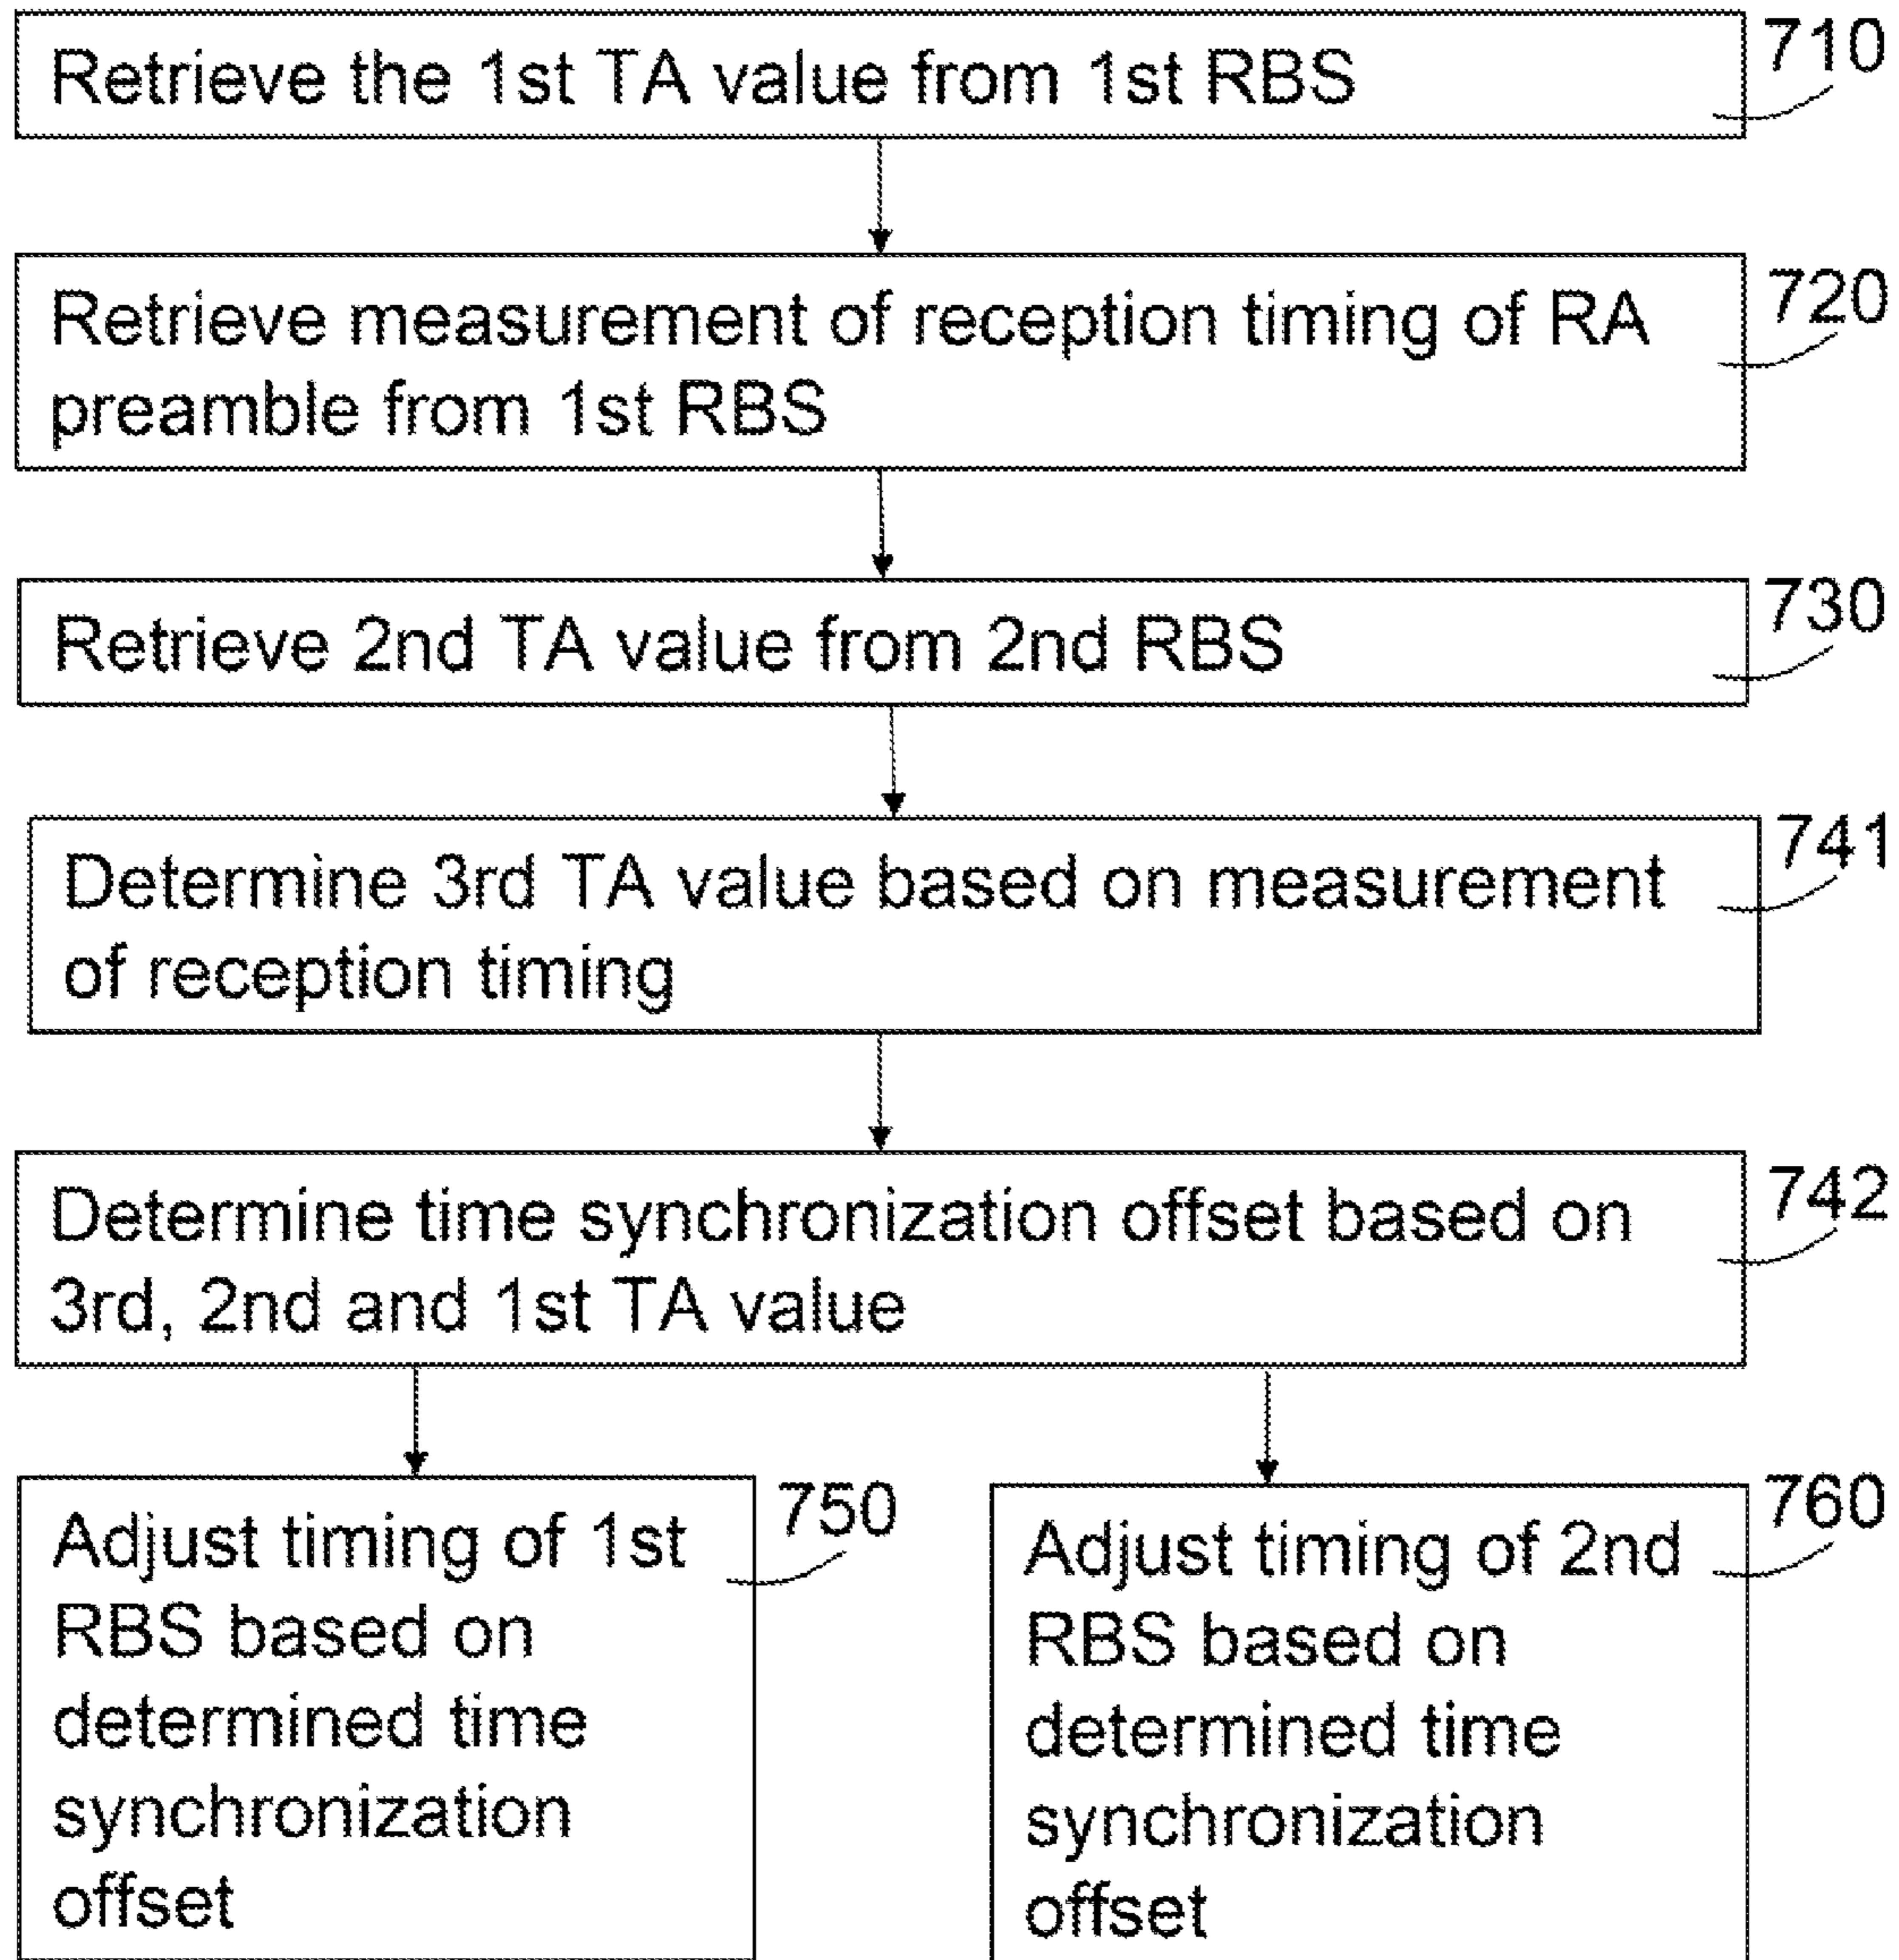 Retrieve the 1st TA value from 1st RBS
710
Retrieve measurement of reception timing of RA
preamble from 1st RBS
720
Retrieve 2nd TA value from 2nd RBS
730
Determine 3rd TA value based on measurement
of reception timing
741
Determine time synchronization offset based on
3rd, 2nd and 1st TA value
742
Adjust timing of 1st
RBS based on
determined time
synchronization
offset
750
Adjust timing of 2nd
RBS based on
determined time
synchronization
offset
760